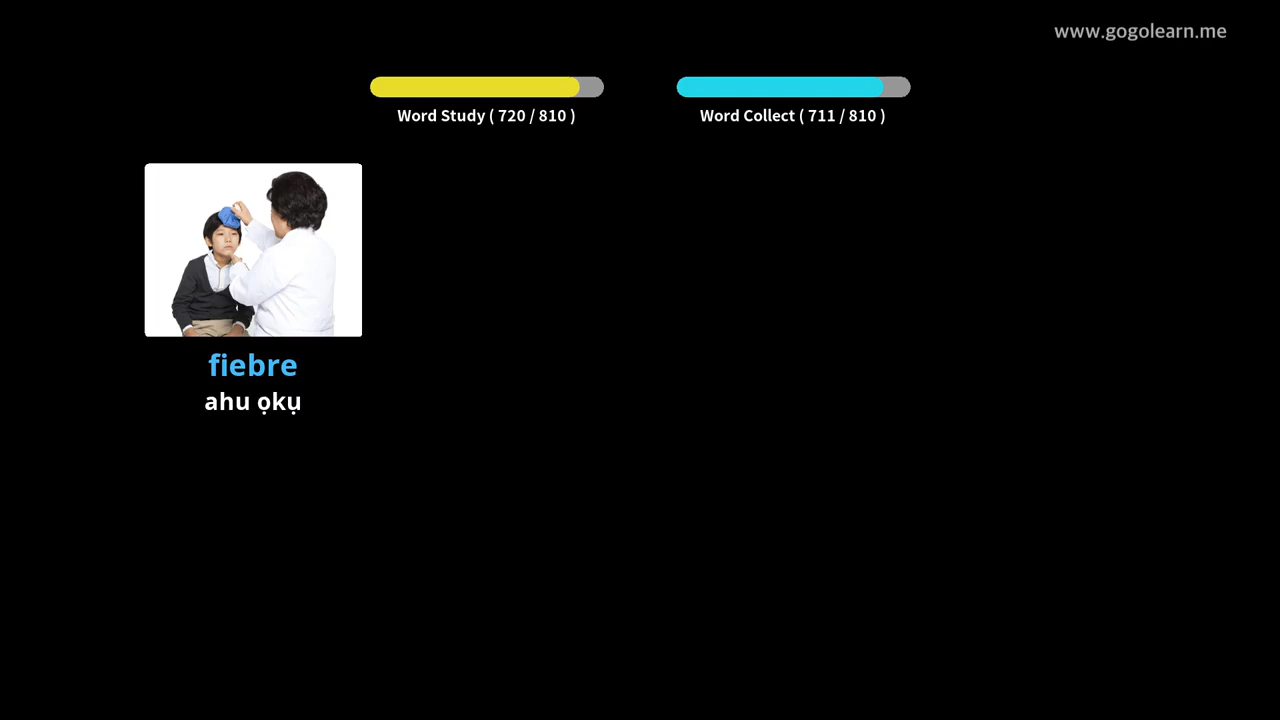 www.gogolearn.me
Word Study ( 720 / 810 )
Word Collect ( 711 / 810 )
fiebre
ahu ọkụ